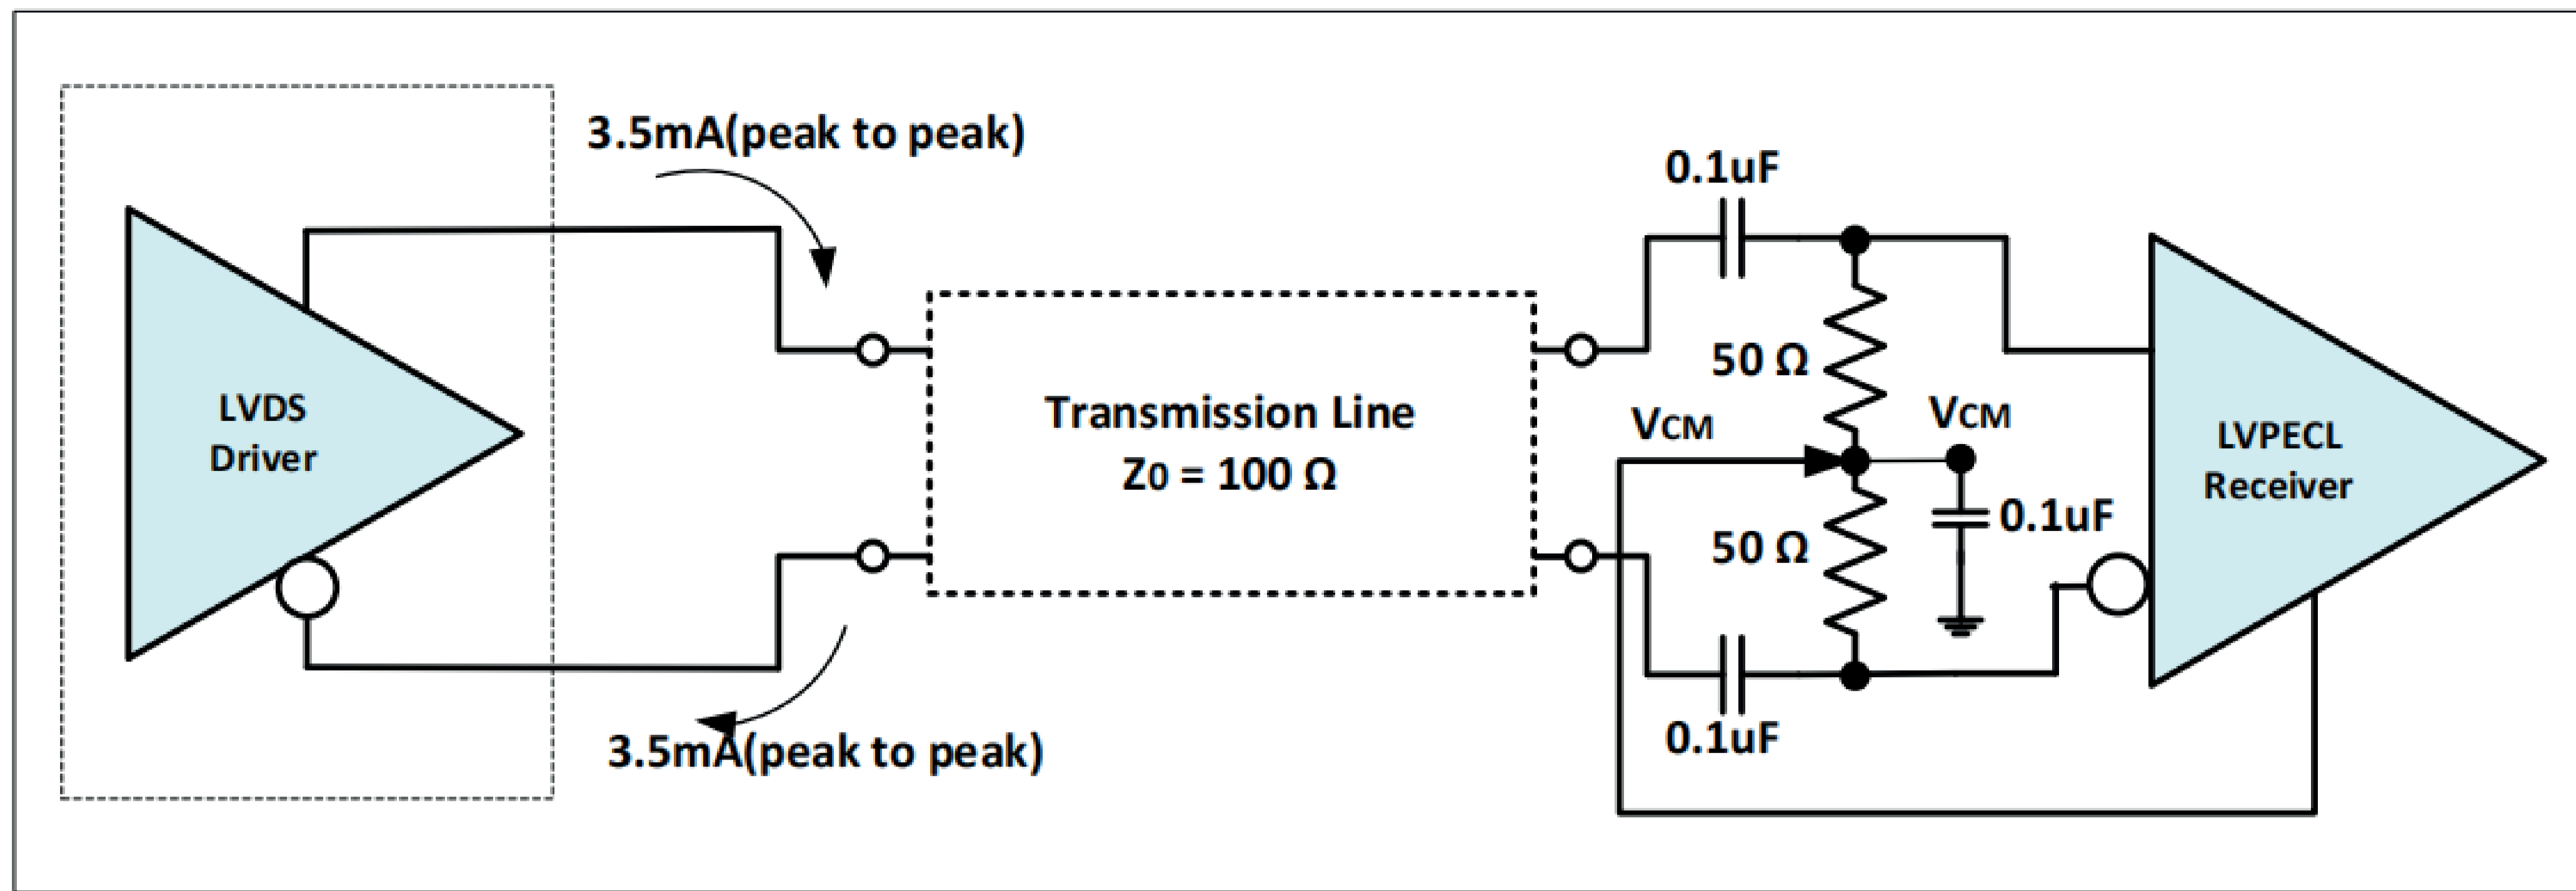 3.5mA(peak to peak)
0.1uF
LVDS
Driver
Transmission Line
Z0 = 100 Ω
50 Ω
VCM
VCM
LVPECL
Receiver
50 Ω
0.1uF
0.1uF
3.5mA(peak to peak)